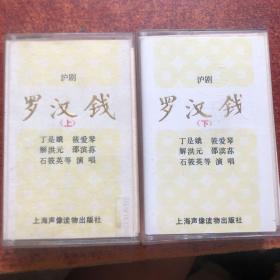 沪剧
罗汉钱
（上）
丁是娥 筱爱琴
解洪元 邵滨荪
石筱英等 演唱
上海声像读物出版社
沪剧
罗汉钱
（下）
丁是娥 筱爱琴
解洪元 邵滨荪
石筱英等 演唱
上海声像读物出版社